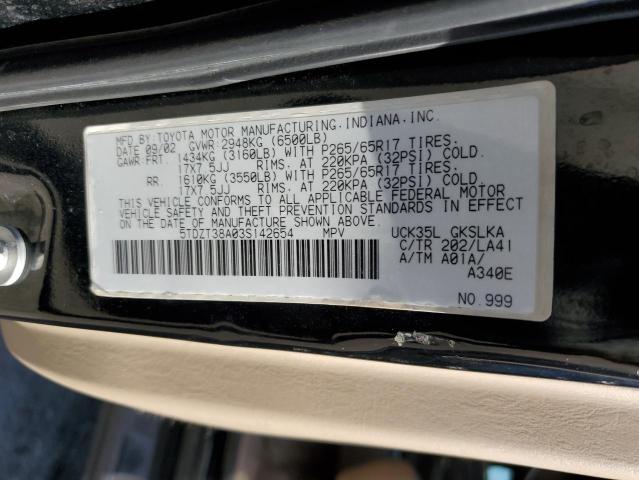 MFD.BY:TOYOTA MOTOR MANUFACTURING.INDIANA.INC.
DATE 09/02 GVWR:2948KG (6500LB)
GAWR:FRT. 1434KG (3160LB) WITH P265/65R17 TIRES.
17X7.5JJ RIMS. AT 220KPA (32PSI) COLD.
RR. 1610KG (3550LB) WITH P265/65R17 TIRES.
17X7.5JJ RIMS. AT 220KPA (32PSI) COLD.
THIS VEHICLE CONFORMS TO ALL APPLICABLE FEDERAL MOTOR
VEHICLE SAFETY AND THEFT PREVENTION STANDARDS IN EFFECT
ON THE DATE OF MANUFACTURE SHOWN ABOVE.
5TDZT38A03S142654 MPV UCK35L GKSLKA
C/TR 202/LA41
A/TM A01A/
A340E
NO.999